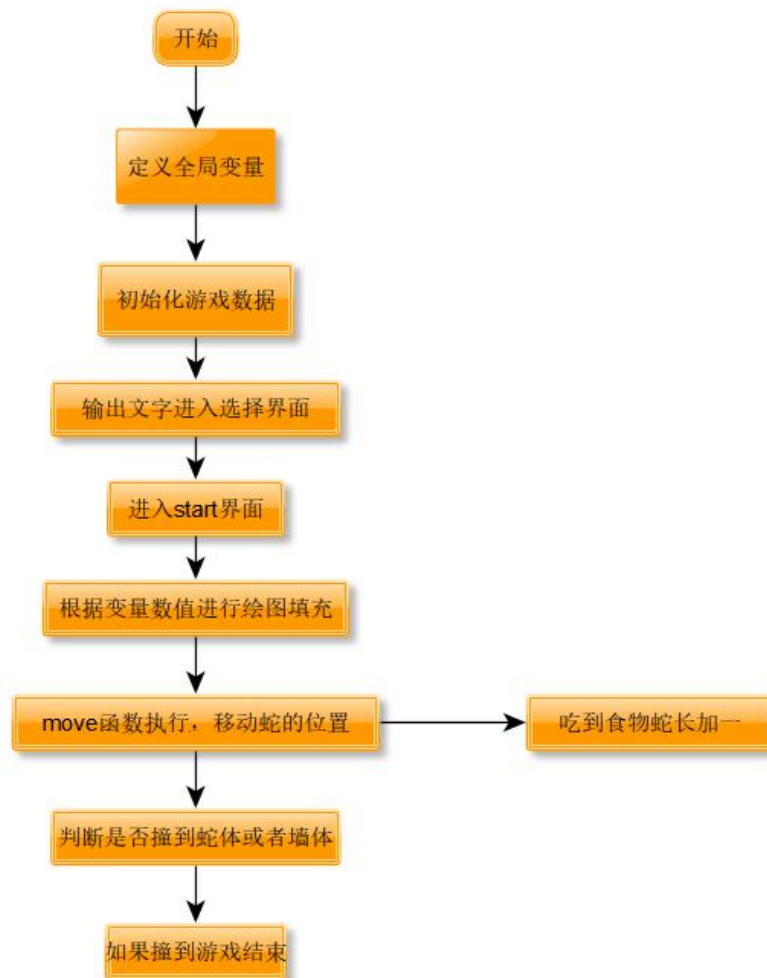 开始
定义全局变量
初始化游戏数据
输出文字进入选择界面
进入start界面
根据变量数值进行绘图填充
move函数执行，移动蛇的位置
吃到食物蛇长加一
判断是否撞到蛇体或者墙体
如果撞到游戏结束